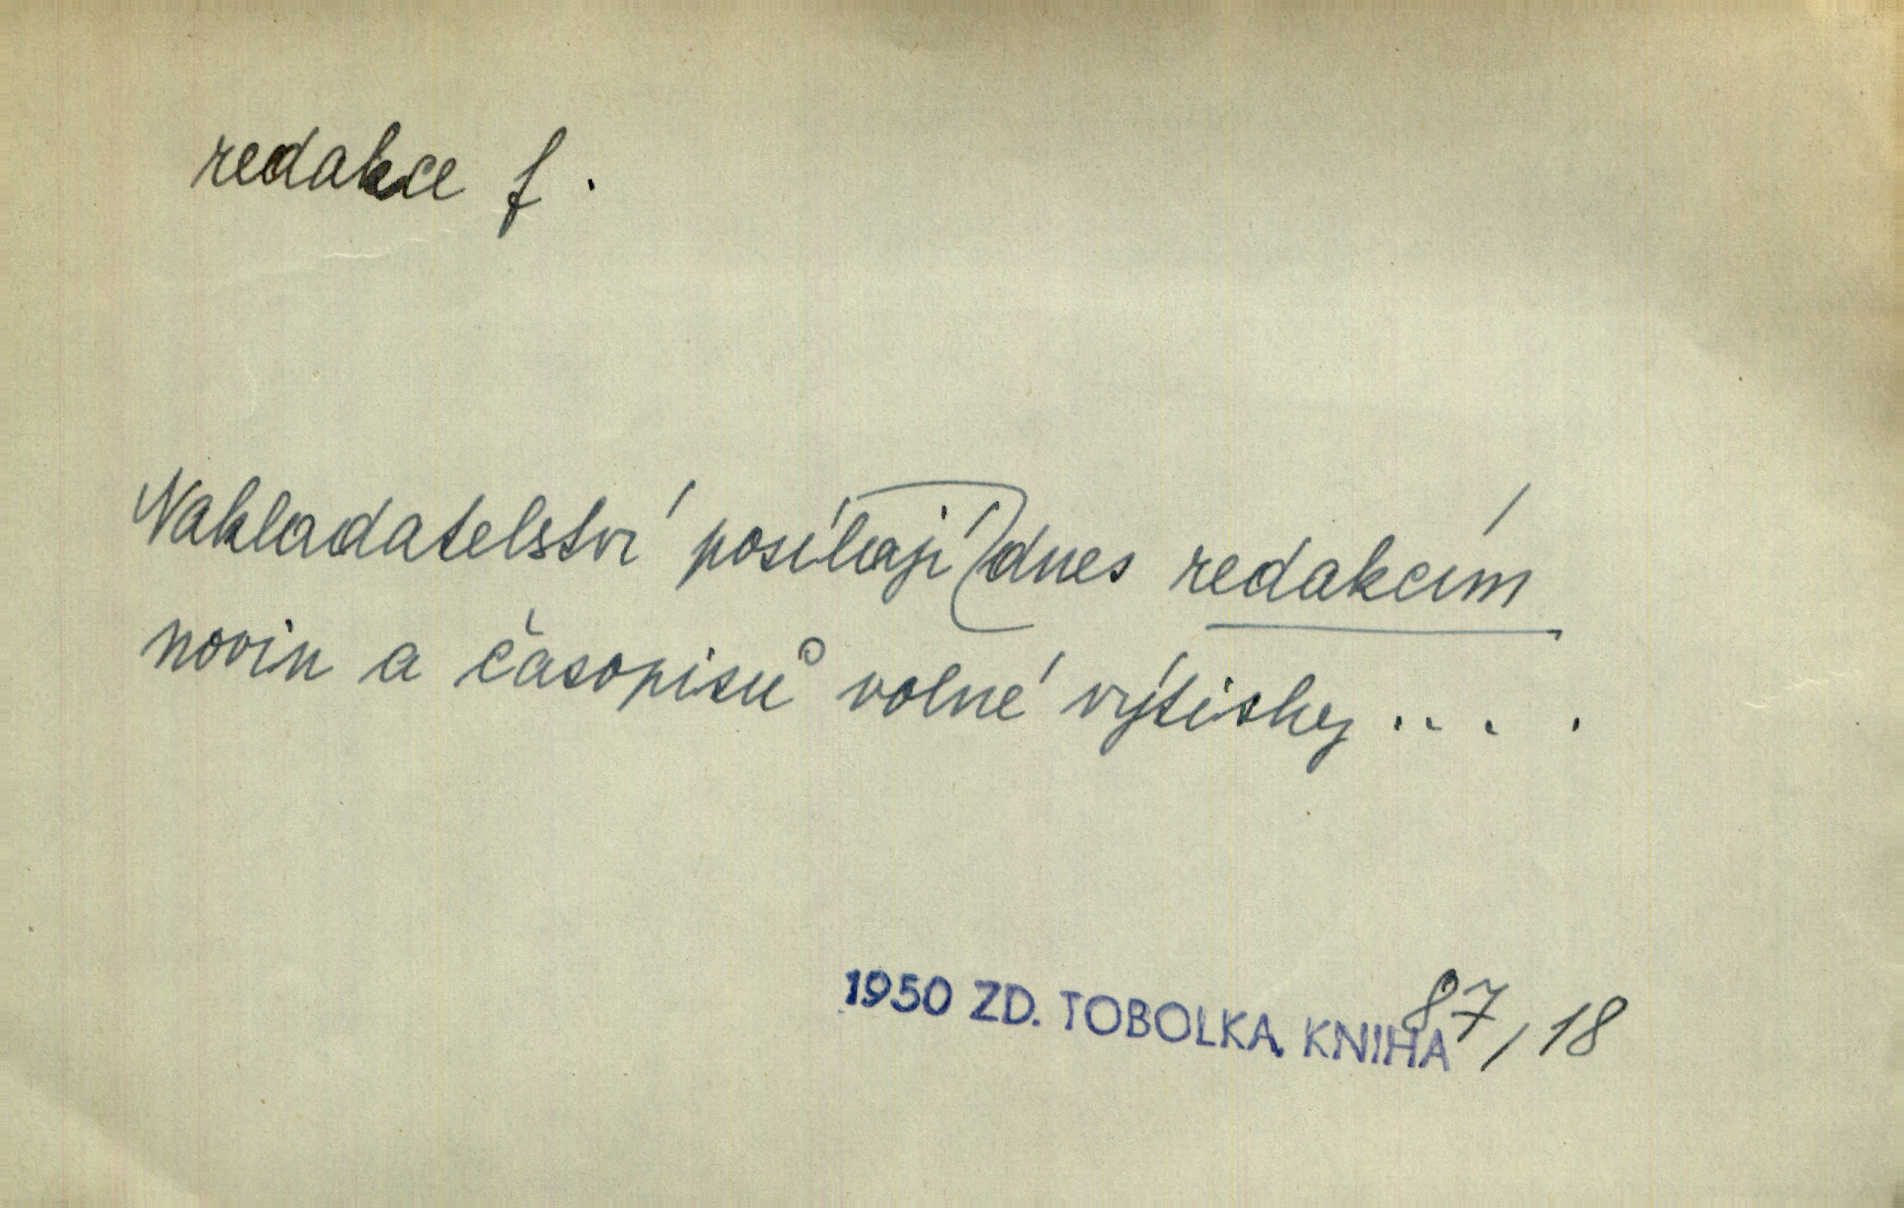 redakce f.
Nakladatelství posílají dnes redakcím
novin a časopisů volné výtisky....
1950 ZD. TOBOLKA, KNIHA 87/18